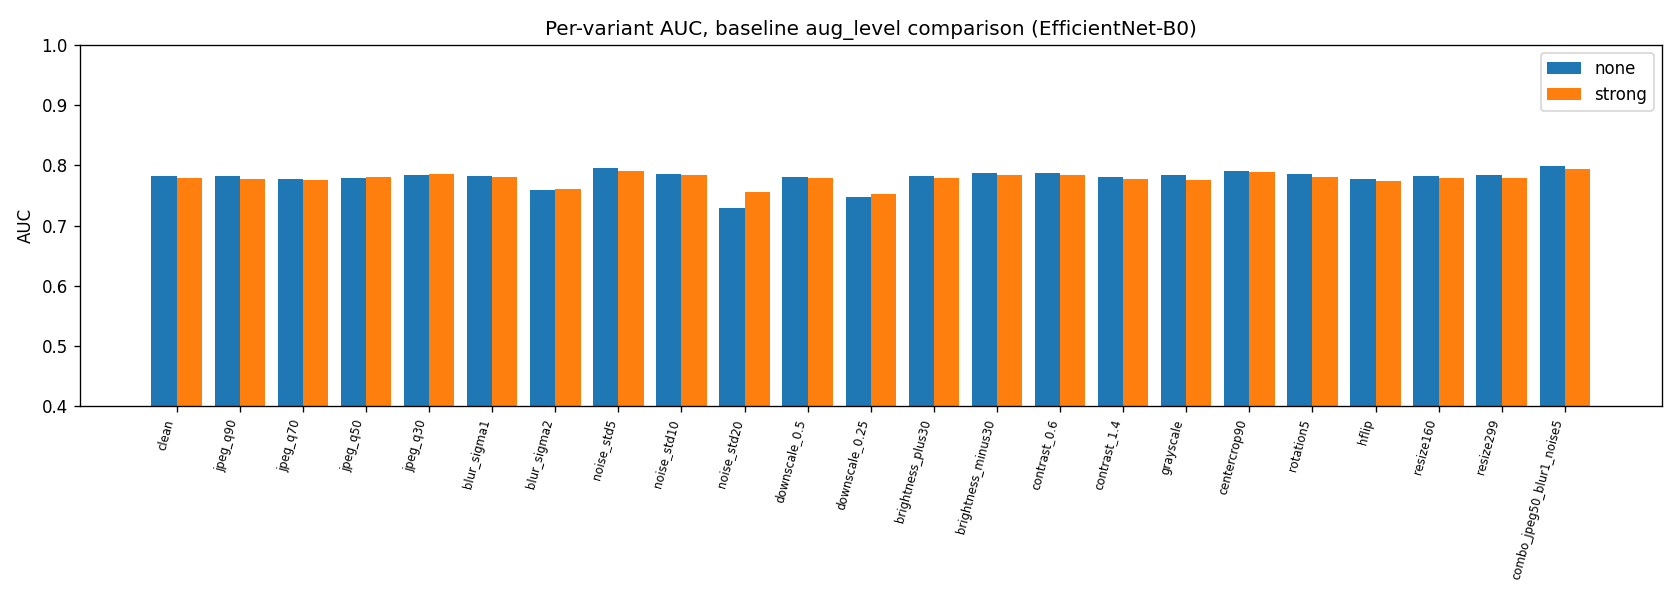 Per-variant AUC, baseline aug_level comparison (EfficientNet-B0)
none
strong
AUC
1.0
0.9
0.8
0.7
0.6
0.5
0.4
clean
jpeg_q90
jpeg_q70
jpeg_q50
jpeg_q30
blur_sigma1
blur_sigma2
noise_std5
noise_std10
noise_std20
downscale_0.5
downscale_0.25
brightness_plus30
brightness_minus30
contrast_0.6
contrast_1.4
grayscale
centercrop90
rotation5
hflip
resize160
resize299
combo_jpeg50_blur1_noise5